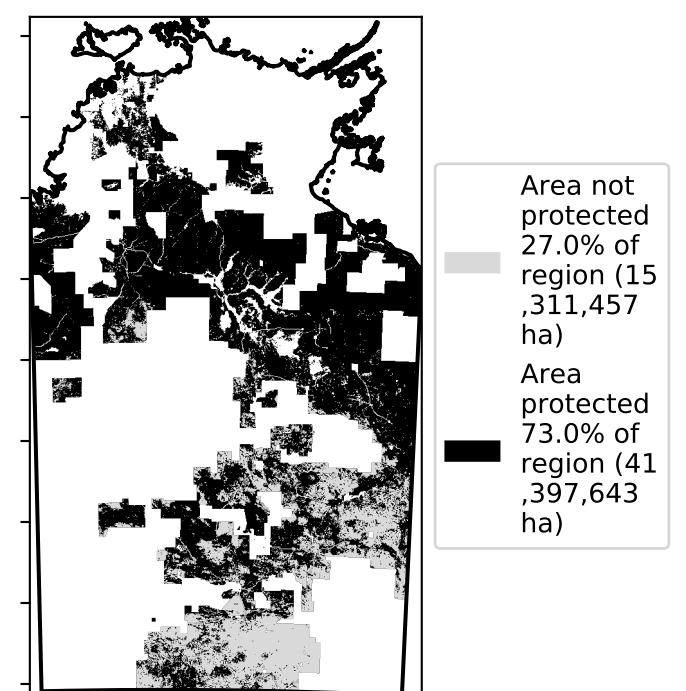 Area not
protected
27.0% of
region (15
,311,457
ha)
Area
protected
73.0% of
region (41
,397,643
ha)